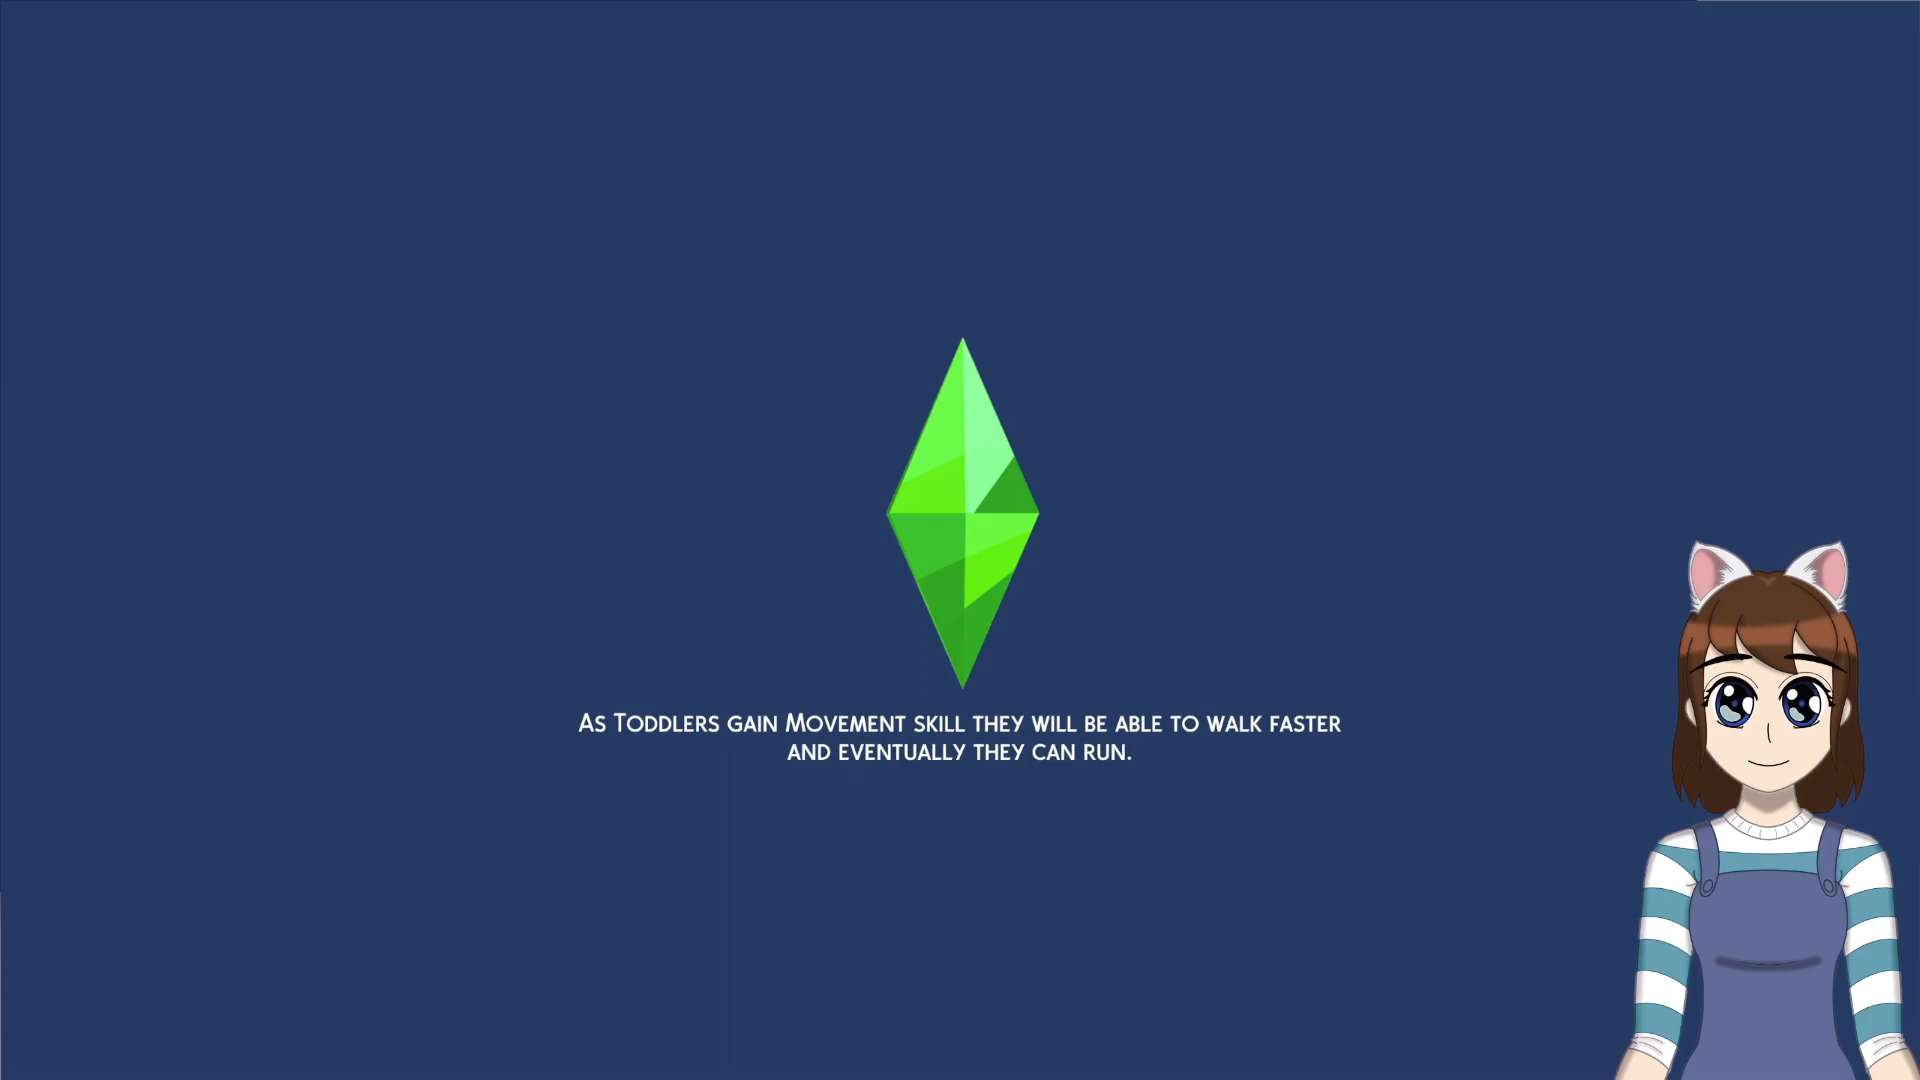 As Toddlers gain Movement skill they will be able to walk faster
and eventually they can run.